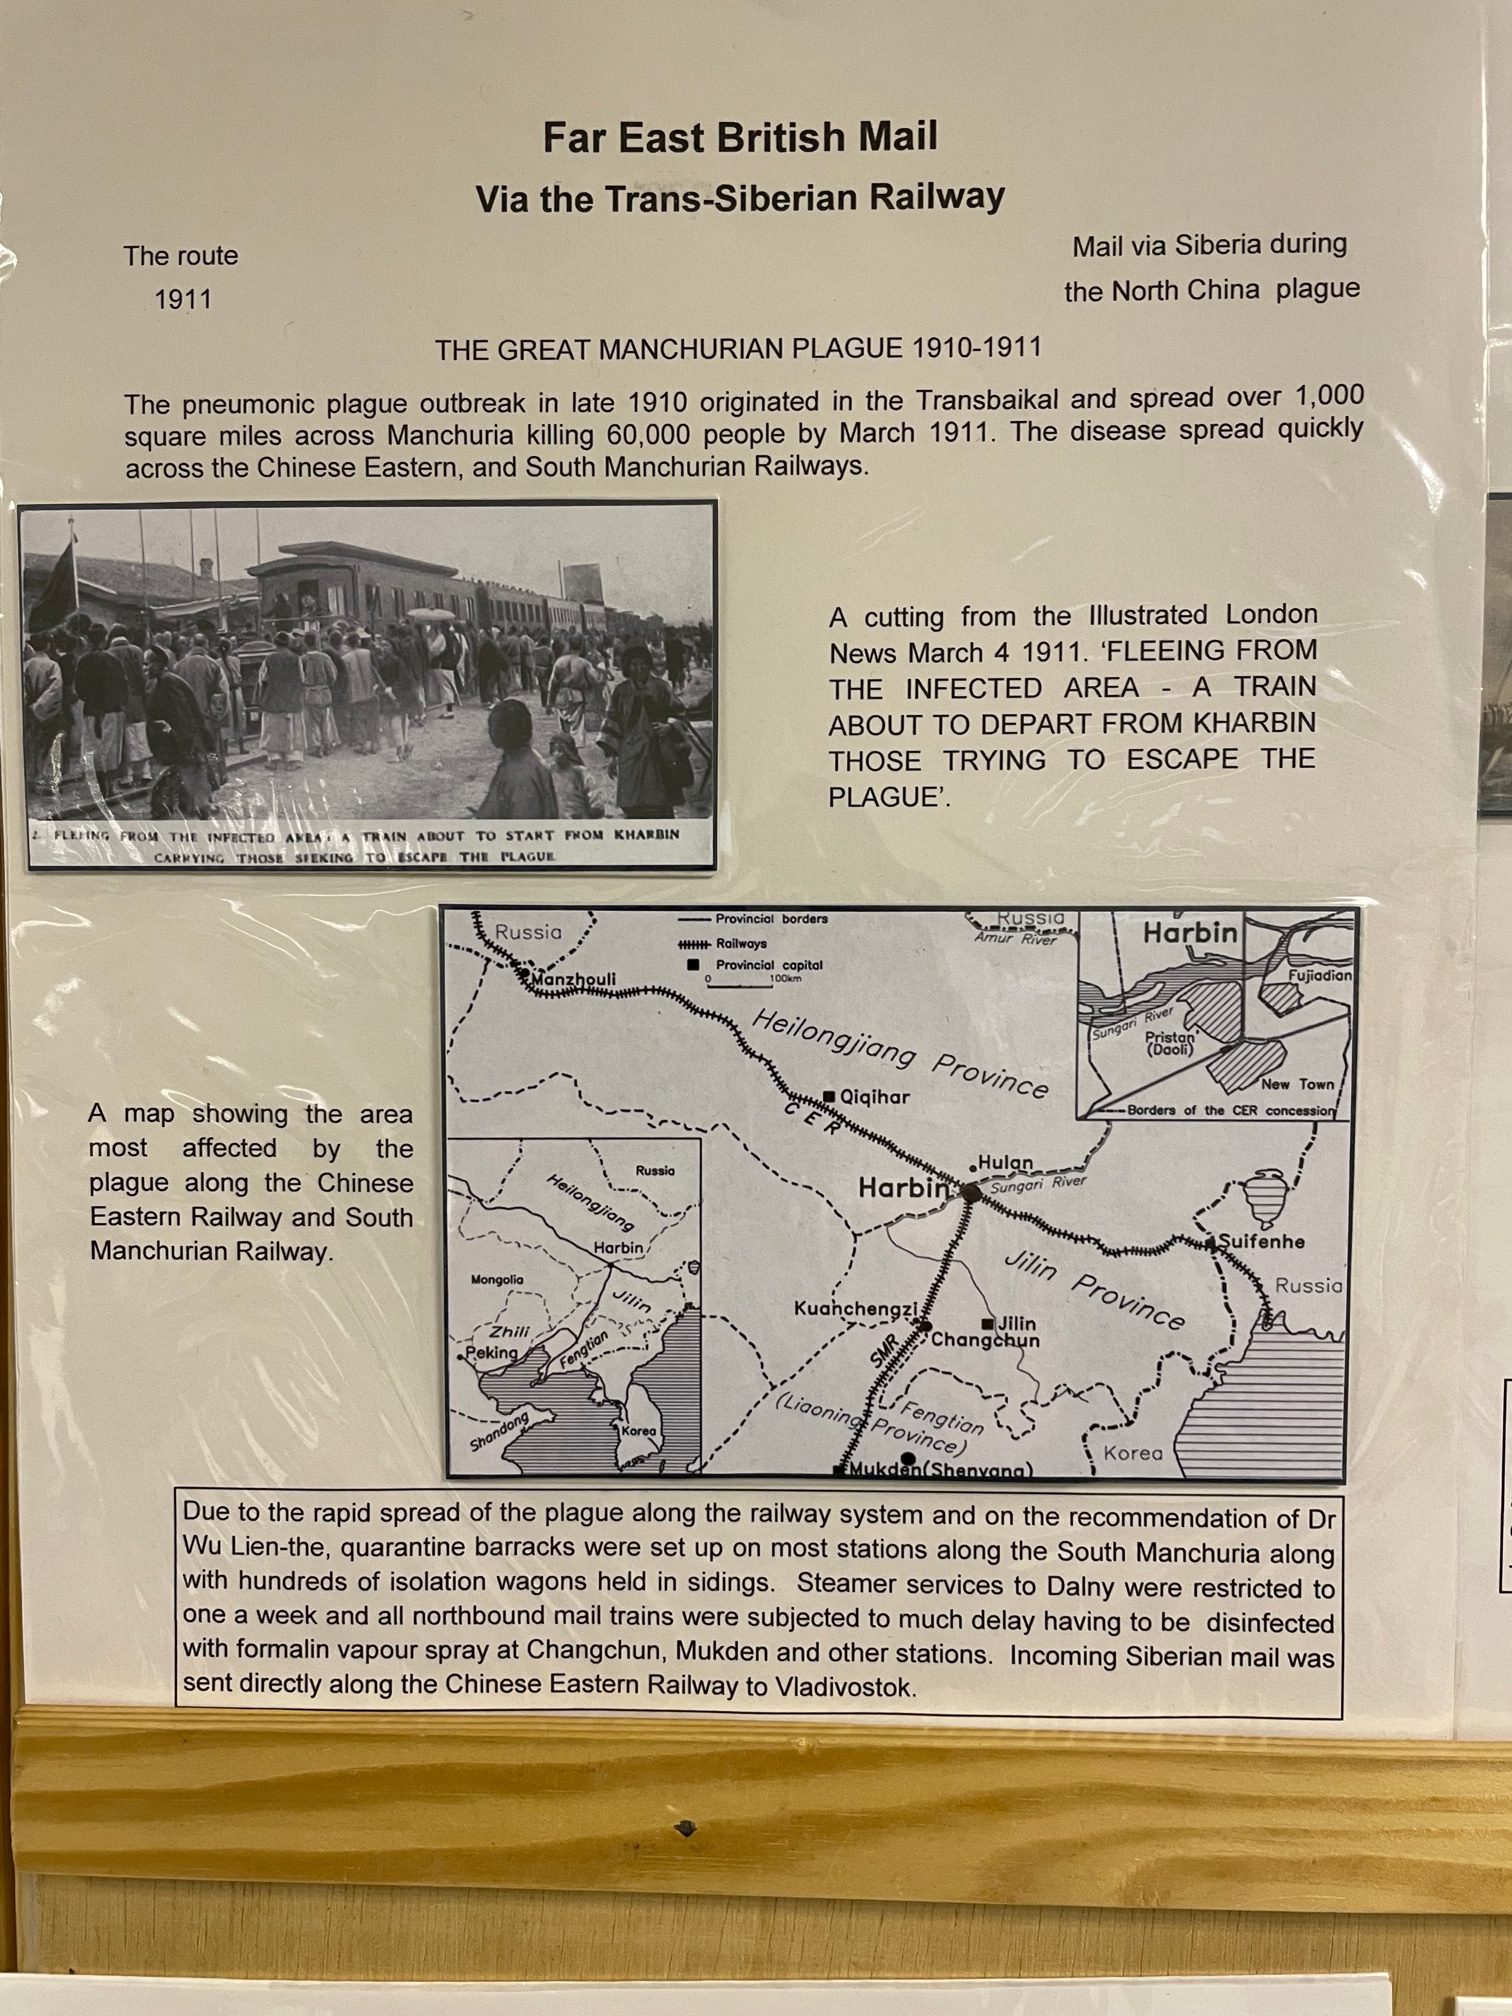 Far East British Mail
Via the Trans-Siberian Railway
The route
1911
Mail via Siberia during
the North China plague
THE GREAT MANCHURIAN PLAGUE 1910-1911
The pneumonic plague outbreak in late 1910 originated in the Transbaikal and spread over 1,000
square miles across Manchuria killing 60,000 people by March 1911. The disease spread quickly
across the Chinese Eastern, and South Manchurian Railways.
2. FLEEING FROM THE INFECTED AREA: A TRAIN ABOUT TO START FROM KHARBIN
CARRYING THOSE SEEKING TO ESCAPE THE PLAGUE
A cutting from the Illustrated London
News March 4 1911. ‘FLEEING FROM
THE INFECTED AREA - A TRAIN
ABOUT TO DEPART FROM KHARBIN
THOSE TRYING TO ESCAPE THE
PLAGUE’.
A map showing the area
most affected by the
plague along the Chinese
Eastern Railway and South
Manchurian Railway.
Russia
Manzhouli
Provincial borders
Railways
Provincial capital
0 100km
Russia
Amur River
Harbin
Fujiadian
Sungari River
Pristan'
(Daoli)
New Town
Borders of the CER concession
Heilongjiang Province
Qiqihar
CER
Hulan
Harbin
Sungari River
Suifenhe
Russia
Jilin Province
Kuanchengzi
Jilin
Changchun
SMR
Fengtian
(Liaoning Province)
Korea
Mukden(Shenyang)
Russia
Heilongjiang
Harbin
Mongolia
Jilin
Zhili
Peking
Fengtian
Shandong
Korea
Due to the rapid spread of the plague along the railway system and on the recommendation of Dr
Wu Lien-the, quarantine barracks were set up on most stations along the South Manchuria along
with hundreds of isolation wagons held in sidings. Steamer services to Dalny were restricted to
one a week and all northbound mail trains were subjected to much delay having to be disinfected
with formalin vapour spray at Changchun, Mukden and other stations. Incoming Siberian mail was
sent directly along the Chinese Eastern Railway to Vladivostok.